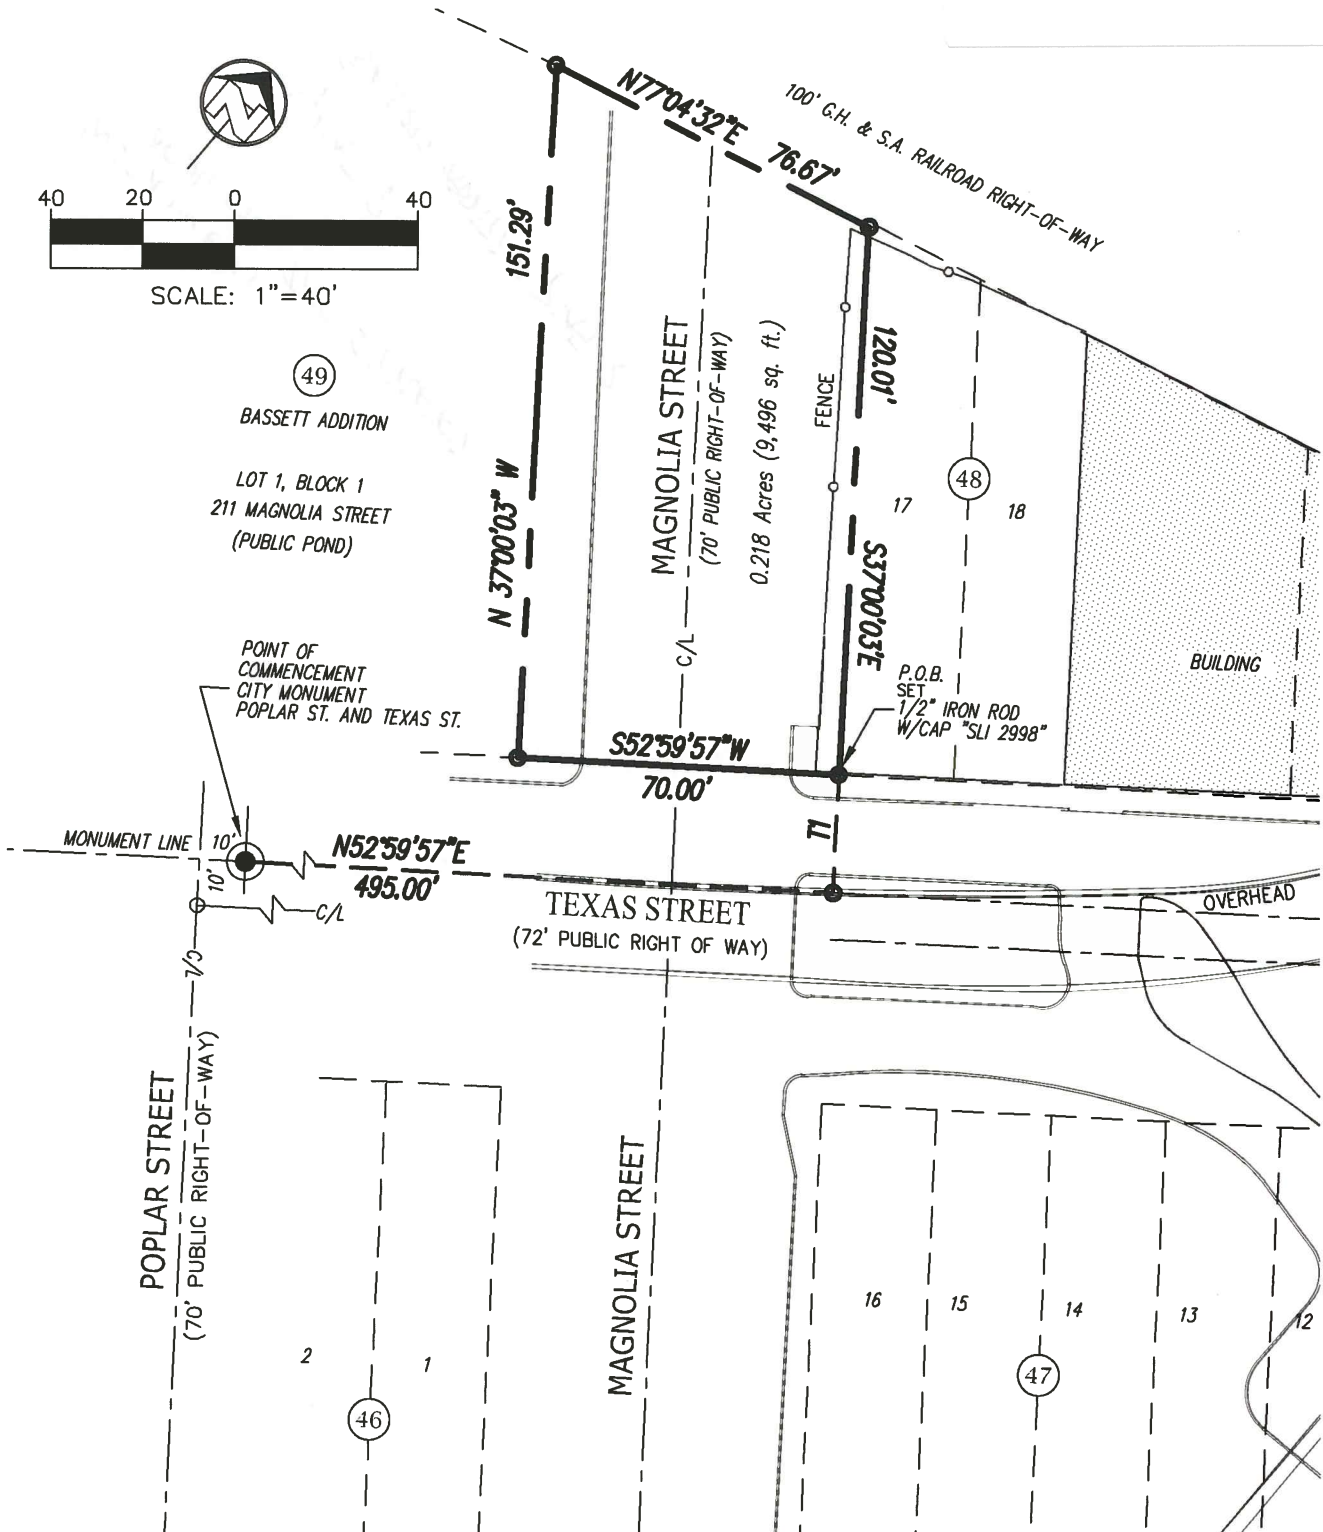 N77°04'32"E
76.67'
100' G.H. & S.A. RAILROAD RIGHT-OF-WAY
40 20 0 40
SCALE: 1"=40'
151.29'
N 37°00'03" W
49
BASSETT ADDITION
LOT 1, BLOCK 1
211 MAGNOLIA STREET
(PUBLIC POND)
MAGNOLIA STREET
(70' PUBLIC RIGHT-OF-WAY)
0.218 Acres (9,496 sq. ft.)
C/L
FENCE
120.01'
S37°00'03"E
48
17
18
BUILDING
POINT OF
COMMENCEMENT
CITY MONUMENT
POPLAR ST. AND TEXAS ST.
P.O.B.
SET
1/2" IRON ROD
W/CAP "SLI 2998"
S52°59'57"W
70.00'
T1
MONUMENT LINE
10'
10'
N52°59'57"E
495.00'
C/L
C/L
TEXAS STREET
(72' PUBLIC RIGHT OF WAY)
OVERHEAD
POPLAR STREET
(70' PUBLIC RIGHT-OF-WAY)
MAGNOLIA STREET
2
1
46
16
15
14
13
12
47